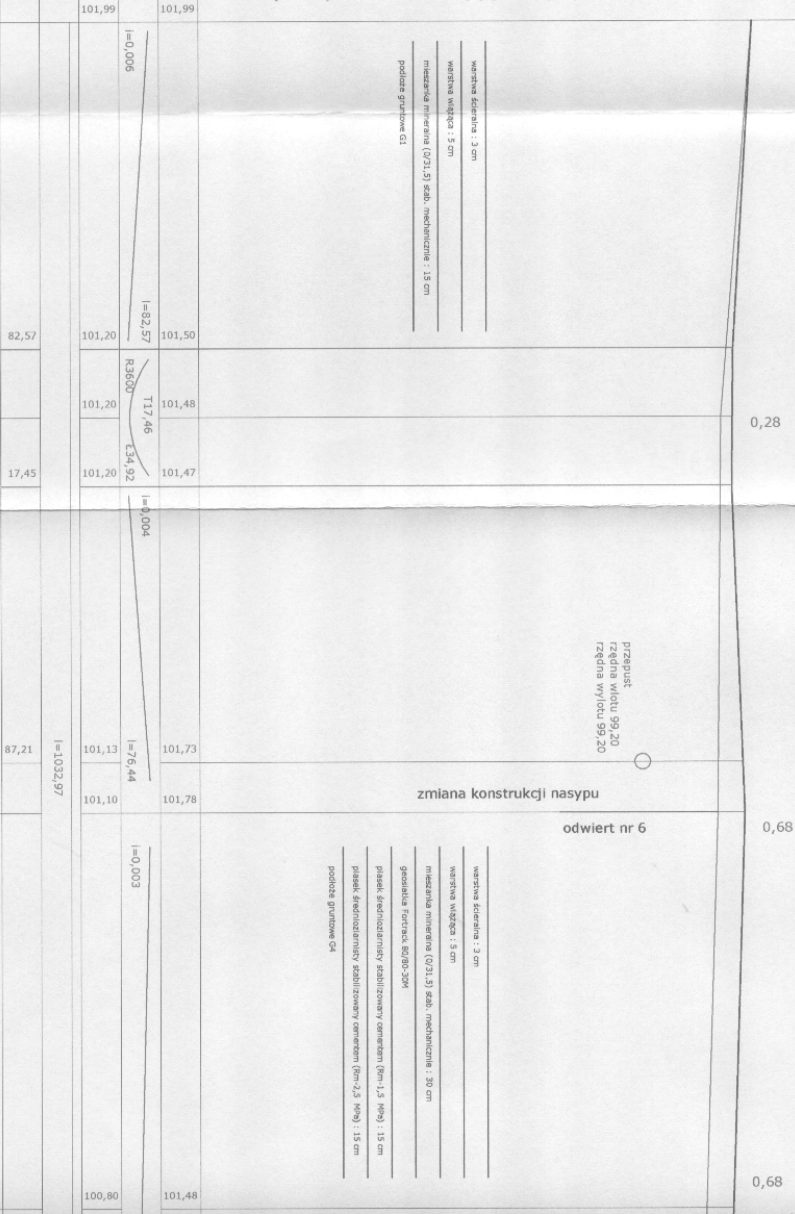 101,99
101,99
i=0,006
warstwa ścieralna : 3 cm
warstwa wiążąca : 5 cm
mieszanka mineralna (0/31,5) stab. mechanicznie : 15 cm
podłoże gruntowe G1
l=82,57
82,57
101,20
101,50
R3600
T17,46
Ł34,92
101,20
101,48
0,28
17,45
101,20
101,47
i=0,004
przepust
rzędna wlotu 99,20
rzędna wylotu 99,20
l=1032,97
87,21
101,13
l=76,44
101,73
zmiana konstrukcji nasypu
101,10
101,78
odwiert nr 6
0,68
i=0,003
warstwa ścieralna : 3 cm
warstwa wiążąca : 5 cm
mieszanka mineralna (0/31,5) stab. mechanicznie : 30 cm
geosiatka Fortrack 80/80-30M
piasek średnioziarnisty stabilizowany cementem (Rm-1,5 MPa) : 15 cm
piasek średnioziarnisty stabilizowany cementem (Rm-2,5 MPa) : 15 cm
podłoże gruntowe G4
0,68
100,80
101,48